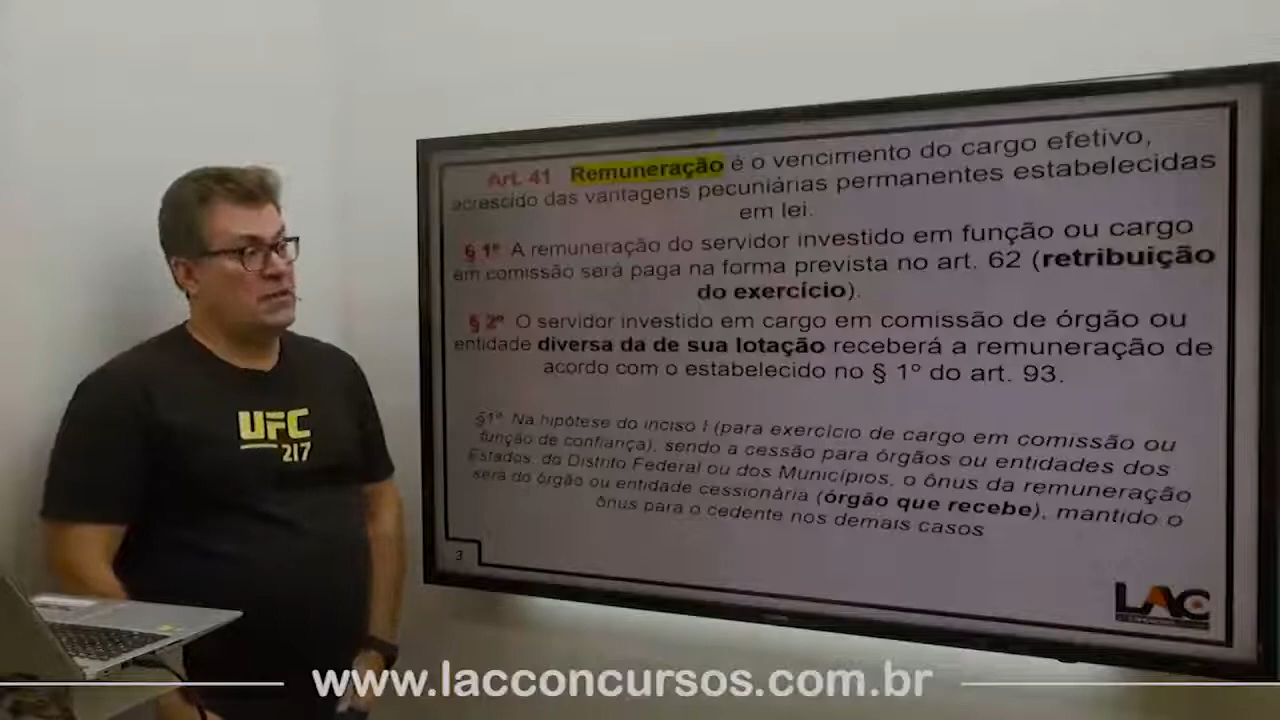 UFC
217
Art. 41 Remuneração é o vencimento do cargo efetivo,
acrescido das vantagens pecuniárias permanentes estabelecidas
em lei.
§ 1º A remuneração do servidor investido em função ou cargo
em comissão será paga na forma prevista no art. 62 (retribuição
do exercício).
§ 2º O servidor investido em cargo em comissão de órgão ou
entidade diversa da de sua lotação receberá a remuneração de
acordo com o estabelecido no § 1º do art. 93.
§1º Na hipótese do inciso I (para exercício de cargo em comissão ou
função de confiança), sendo a cessão para órgãos ou entidades dos
Estados, do Distrito Federal ou dos Municípios, o ônus da remuneração
será do órgão ou entidade cessionária (órgão que recebe), mantido o
ônus para o cedente nos demais casos
3
LAC
www.lacconcursos.com.br